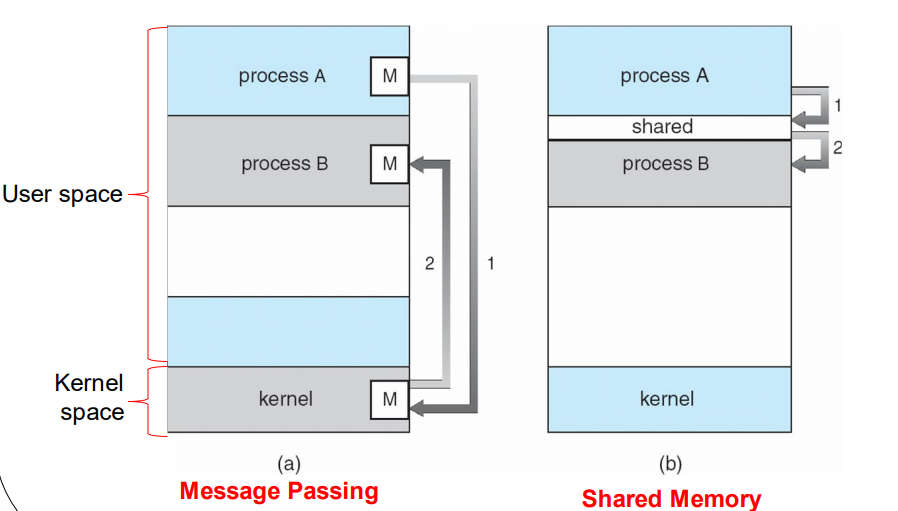 process A
M
process B
M
User space
2
1
Kernel
space
kernel
M
(a)
Message Passing
process A
1
shared
2
process B
kernel
(b)
Shared Memory